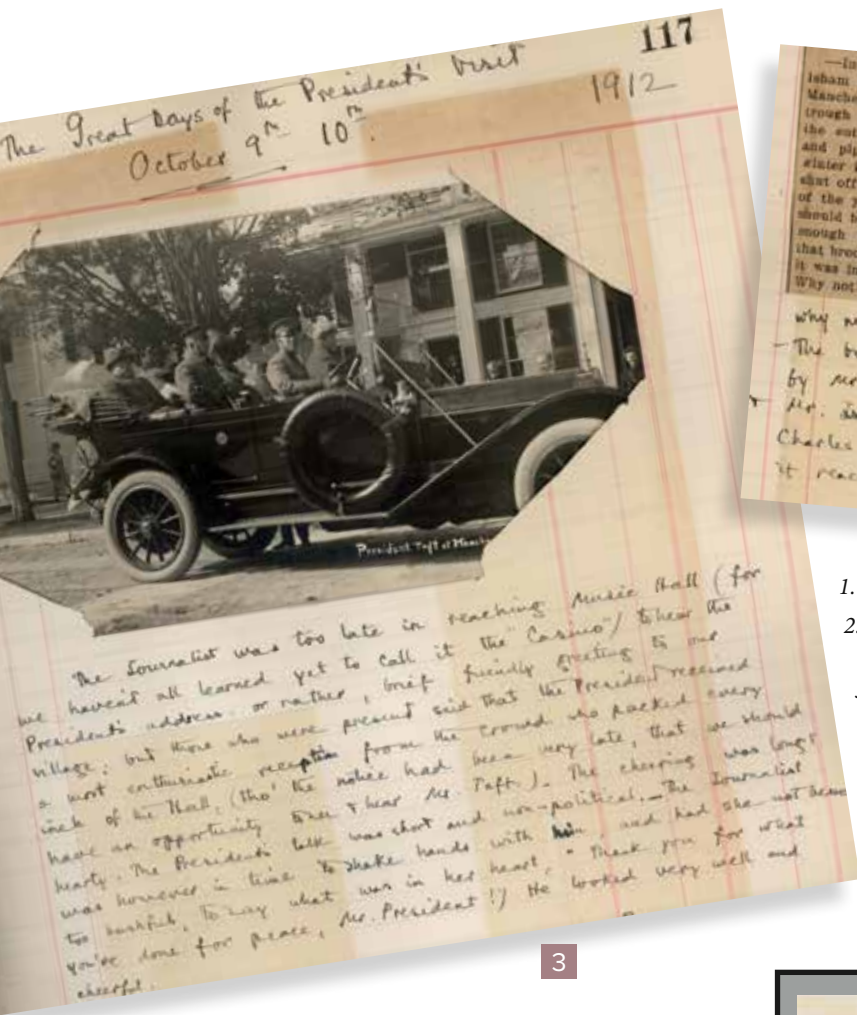 117
The Great Days of the President's Visit
October 9th 10th. 1912
President Taft at Manche
The Journalist was too late in reaching Music Hall (for
we haven't all learned yet to call it the "Casino") to hear the
President's address, or rather, brief friendly greeting to our
village; but those who were present said that the President received
a most enthusiastic reception from the crowd who packed every
inch of the Hall, (tho' the notice had been very late, that we should
have an opportunity to see & hear Mr. Taft.). The cheering was long &
hearty. The President's talk was short and non-political. The Journalist
was however in time to shake hands with him, and had she not been
too bashful, to say what was in her heart, "Thank you for what
you've done for peace, Mr. President!" He looked very well and
cheerful.
3
—In
isham
Manche
trough
the
and pip
winter
shut off
of the y
should b
enough
that broo
it was in
Why not
why no
- The b
by Mr
Mr. Is
Charles
it reac
1.
2.